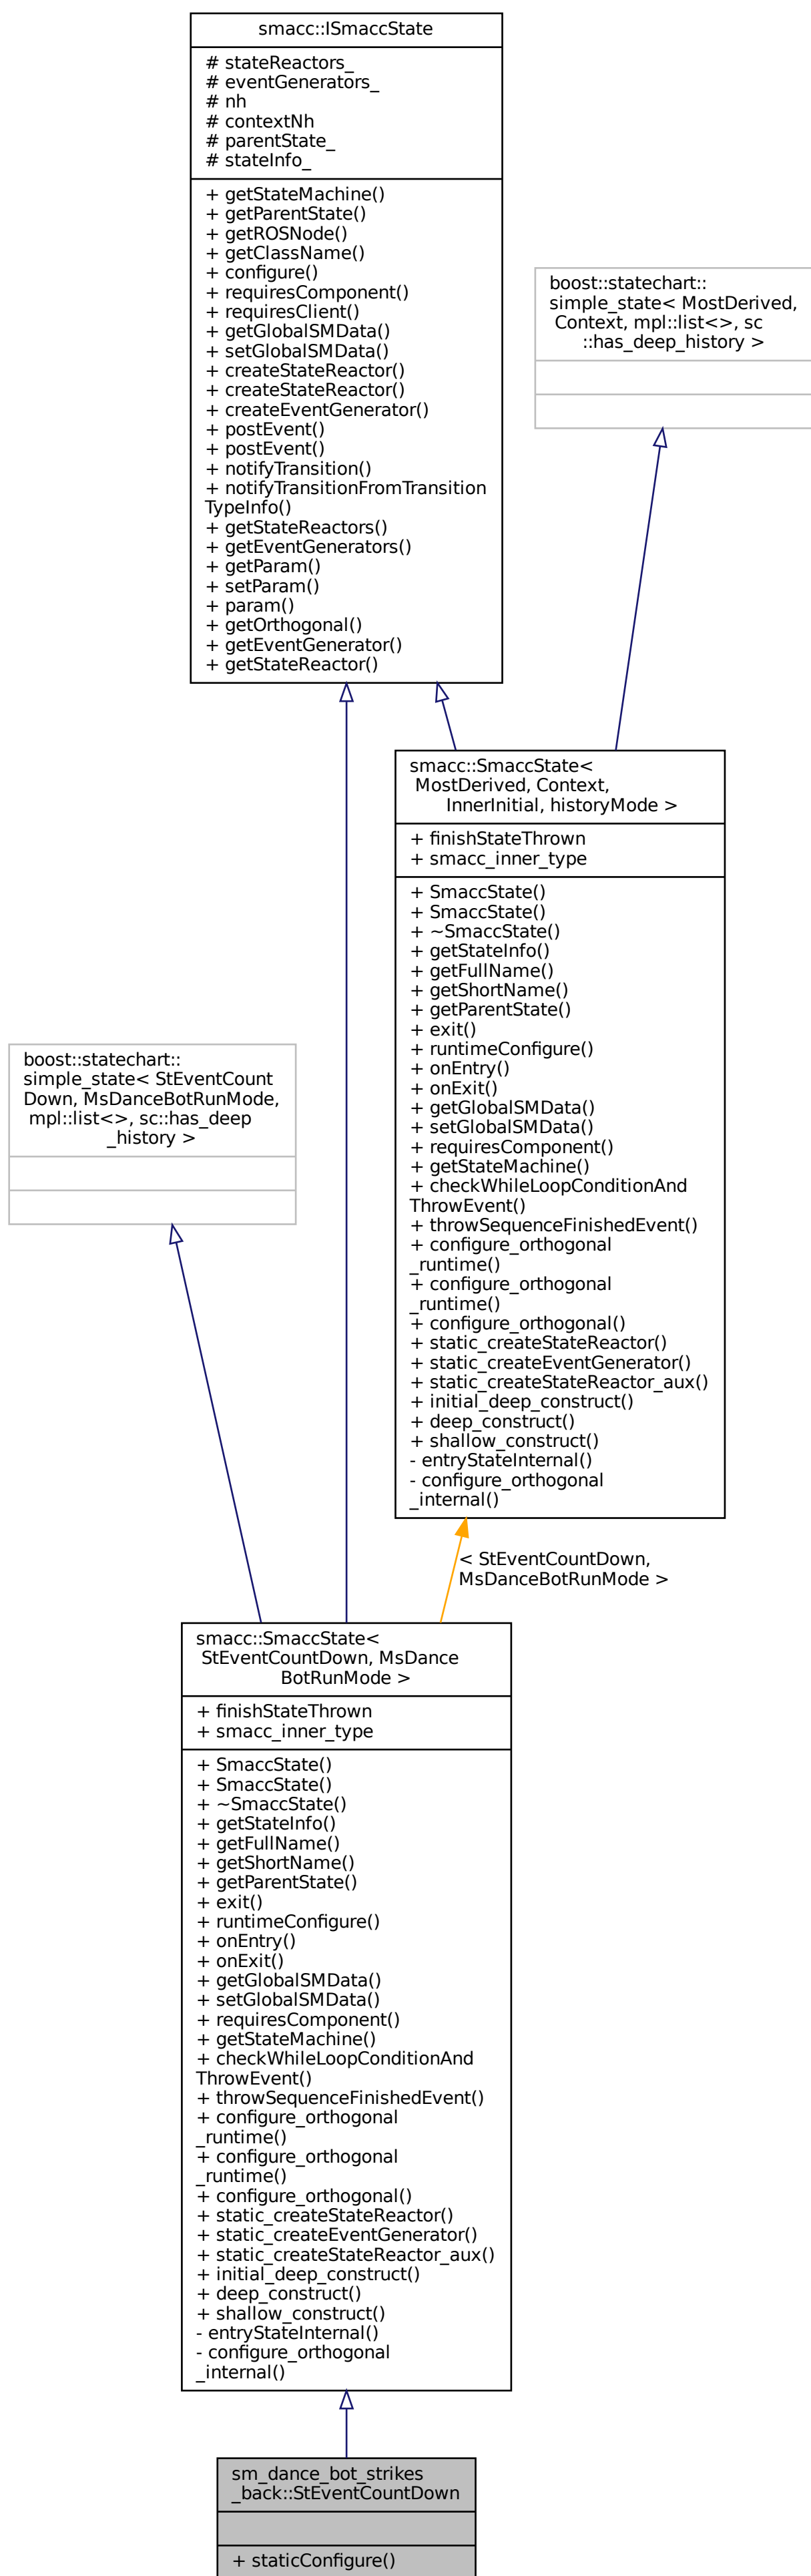 smacc::ISmaccState
# stateReactors_
# eventGenerators_
# nh
# contextNh
# parentState_
# stateInfo_
+ getStateMachine()
+ getParentState()
+ getROSNode()
+ getClassName()
+ configure()
+ requiresComponent()
+ requiresClient()
+ getGlobalSMData()
+ setGlobalSMData()
+ createStateReactor()
+ createStateReactor()
+ createEventGenerator()
+ postEvent()
+ postEvent()
+ notifyTransition()
+ notifyTransitionFromTransition
TypeInfo()
+ getStateReactors()
+ getEventGenerators()
+ getParam()
+ setParam()
+ param()
+ getOrthogonal()
+ getEventGenerator()
+ getStateReactor()
boost::statechart::
simple_state< MostDerived,
Context, mpl::list<>, sc
::has_deep_history >
smacc::SmaccState<
MostDerived, Context,
InnerInitial, historyMode >
+ finishStateThrown
+ smacc_inner_type
+ SmaccState()
+ SmaccState()
+ ~SmaccState()
+ getStateInfo()
+ getFullName()
+ getShortName()
+ getParentState()
+ exit()
+ runtimeConfigure()
+ onEntry()
+ onExit()
+ getGlobalSMData()
+ setGlobalSMData()
+ requiresComponent()
+ getStateMachine()
+ checkWhileLoopConditionAnd
ThrowEvent()
+ throwSequenceFinishedEvent()
+ configure_orthogonal
_runtime()
+ configure_orthogonal
_runtime()
+ configure_orthogonal()
+ static_createStateReactor()
+ static_createEventGenerator()
+ static_createStateReactor_aux()
+ initial_deep_construct()
+ deep_construct()
+ shallow_construct()
- entryStateInternal()
- configure_orthogonal
_internal()
boost::statechart::
simple_state< StEventCount
Down, MsDanceBotRunMode,
mpl::list<>, sc::has_deep
_history >
< StEventCountDown,
MsDanceBotRunMode >
smacc::SmaccState<
StEventCountDown, MsDance
BotRunMode >
+ finishStateThrown
+ smacc_inner_type
+ SmaccState()
+ SmaccState()
+ ~SmaccState()
+ getStateInfo()
+ getFullName()
+ getShortName()
+ getParentState()
+ exit()
+ runtimeConfigure()
+ onEntry()
+ onExit()
+ getGlobalSMData()
+ setGlobalSMData()
+ requiresComponent()
+ getStateMachine()
+ checkWhileLoopConditionAnd
ThrowEvent()
+ throwSequenceFinishedEvent()
+ configure_orthogonal
_runtime()
+ configure_orthogonal
_runtime()
+ configure_orthogonal()
+ static_createStateReactor()
+ static_createEventGenerator()
+ static_createStateReactor_aux()
+ initial_deep_construct()
+ deep_construct()
+ shallow_construct()
- entryStateInternal()
- configure_orthogonal
_internal()
sm_dance_bot_strikes
_back::StEventCountDown
+ staticConfigure()